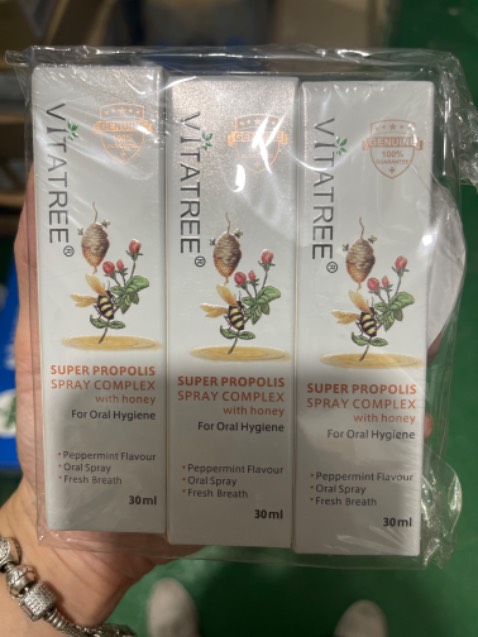 VITATREE®
GENUINE
SUPER PROPOLIS
SPRAY COMPLEX
with honey
For Oral Hygiene
• Peppermint Flavour
• Oral Spray
• Fresh Breath
30ml
VITATREE®
SUPER PROPOLIS
SPRAY COMPLEX
with honey
For Oral Hygiene
• Peppermint Flavour
• Oral Spray
• Fresh Breath
30ml
VITATREE®
GENUINE
100%
GUARANTEE
SUPER PROPOLIS
SPRAY COMPLEX
with honey
For Oral Hygiene
• Peppermint Flavour
• Oral Spray
• Fresh Breath
30ml